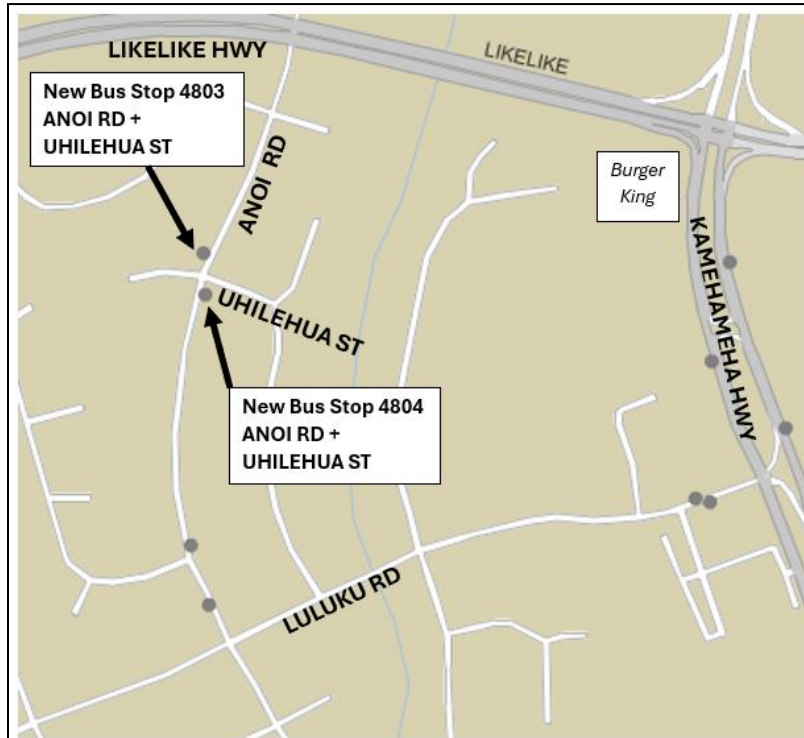 LIKELIKE HWY
LIKELIKE
New Bus Stop 4803
ANOI RD +
UHILEHUA ST
ANOI RD
Burger
King
KAMEHAMEHA HWY
UHILEHUA ST
New Bus Stop 4804
ANOI RD +
UHILEHUA ST
LULUKU RD